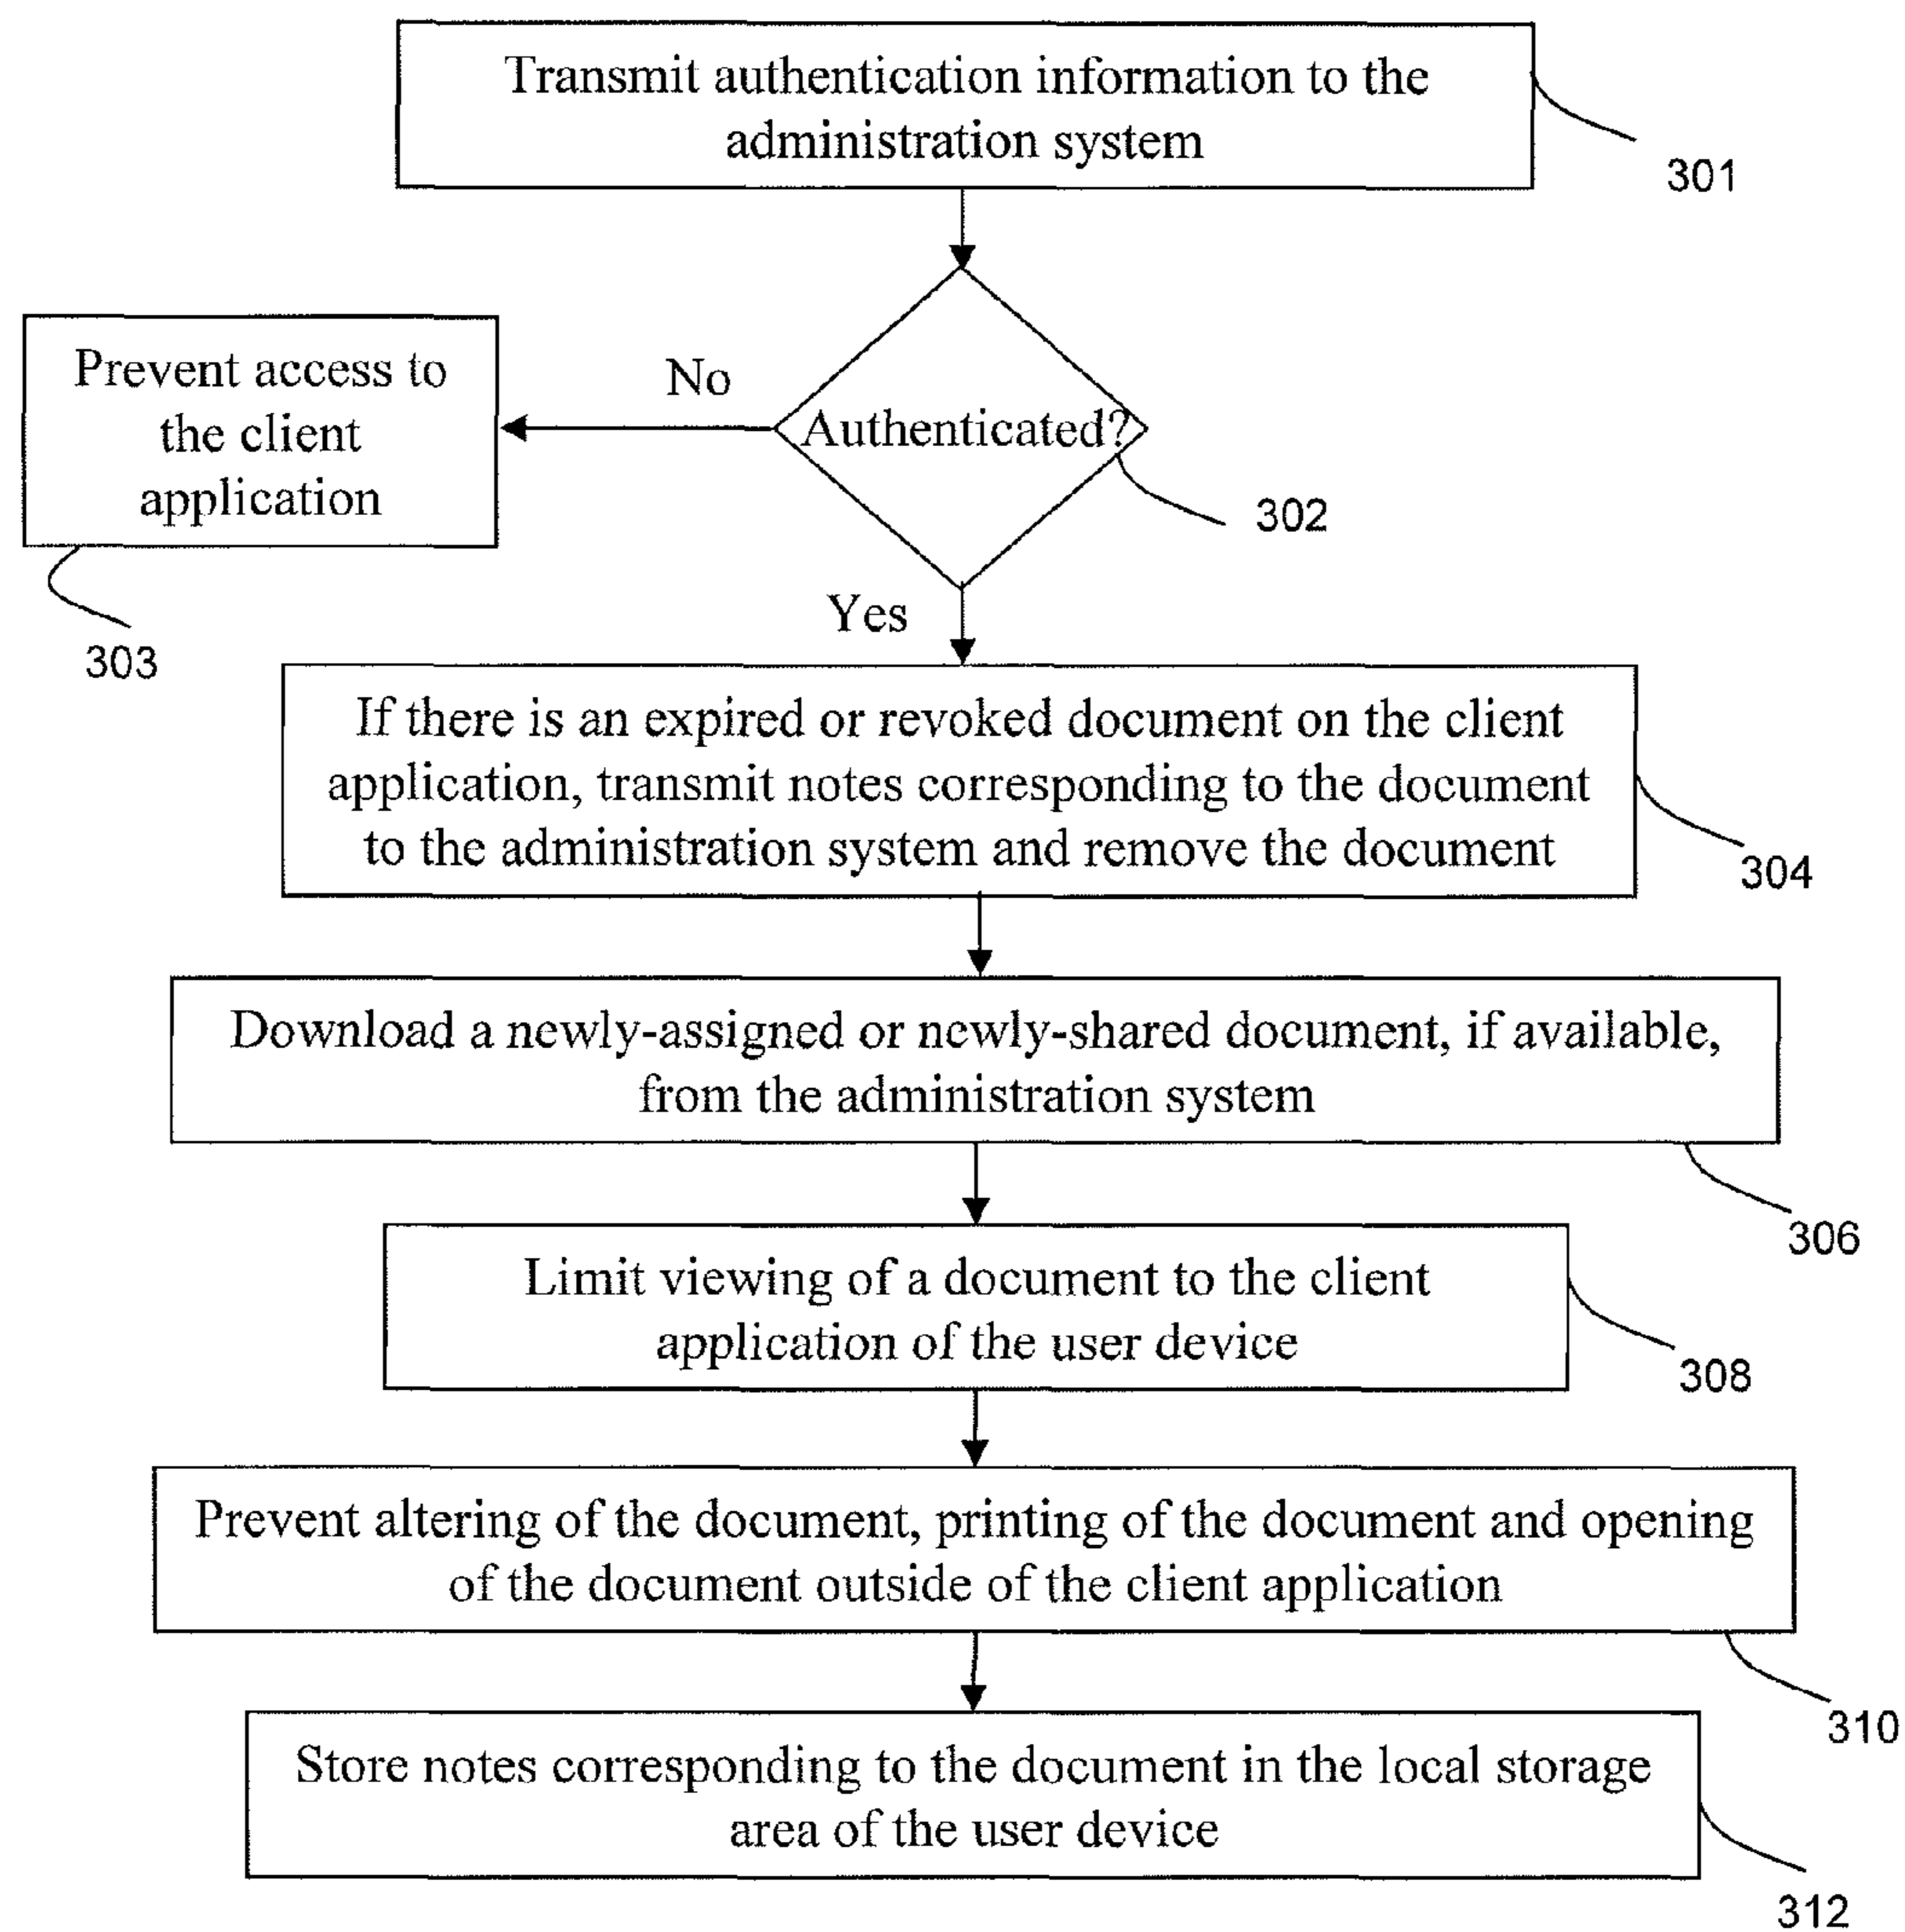 Transmit authentication information to the
administration system
301
Prevent access to
the client
application
303
No
Authenticated?
302
Yes
If there is an expired or revoked document on the client
application, transmit notes corresponding to the document
to the administration system and remove the document
304
Download a newly-assigned or newly-shared document, if available,
from the administration system
306
Limit viewing of a document to the client
application of the user device
308
Prevent altering of the document, printing of the document and opening
of the document outside of the client application
310
Store notes corresponding to the document in the local storage
area of the user device
312